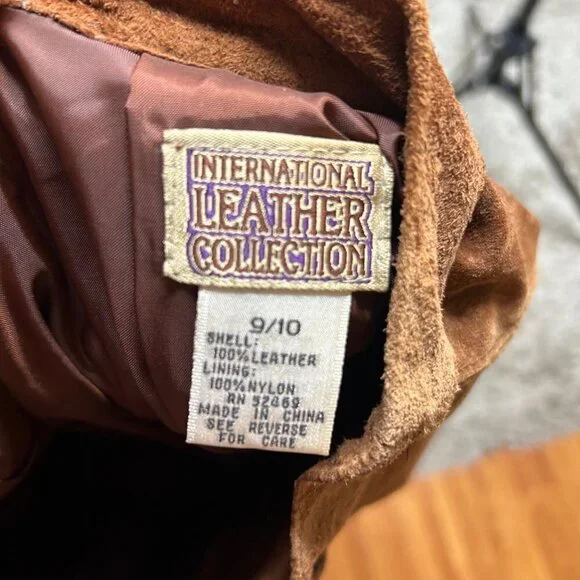 INTERNATIONAL
LEATHER
COLLECTION
9/10
SHELL:
100%LEATHER
LINING:
100%NYLON
RN 52469
MADE IN CHINA
SEE REVERSE
FOR CARE